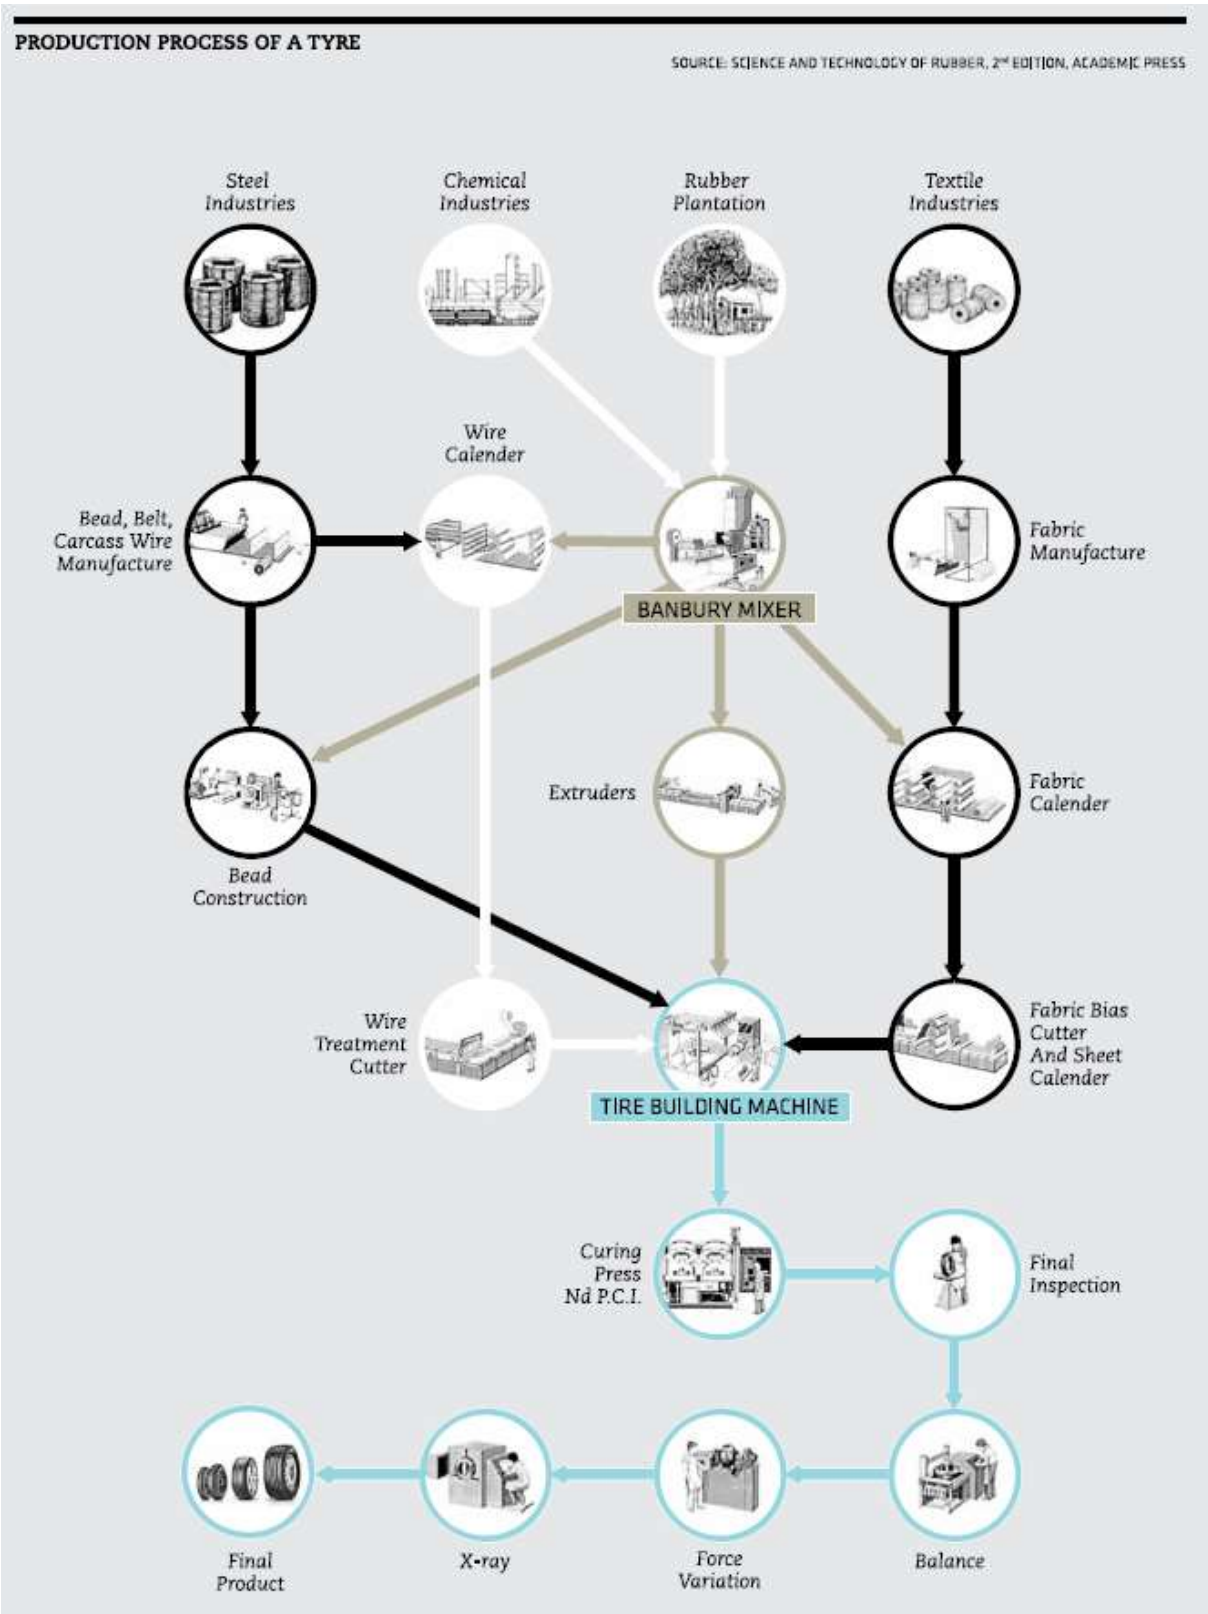 PRODUCTION PROCESS OF A TYRE
SOURCE: SCIENCE AND TECHNOLOGY OF RUBBER, 2ND EDITION, ACADEMIC PRESS
Steel
Industries
Chemical
Industries
Rubber
Plantation
Textile
Industries
Wire
Calender
Bead, Belt,
Carcass Wire
Manufacture
Fabric
Manufacture
BANBURY MIXER
Extruders
Fabric
Calender
Bead
Construction
Wire
Treatment
Cutter
Fabric Bias
Cutter
And Sheet
Calender
TIRE BUILDING MACHINE
Curing
Press
Nd P.C.I.
Final
Inspection
Final
Product
X-ray
Force
Variation
Balance